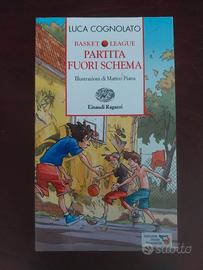 LUCA COGNOLATO
BASKET LEAGUE
PARTITA
FUORI SCHEMA
Illustrazioni di Matteo Piana
Einaudi Ragazzi
subito